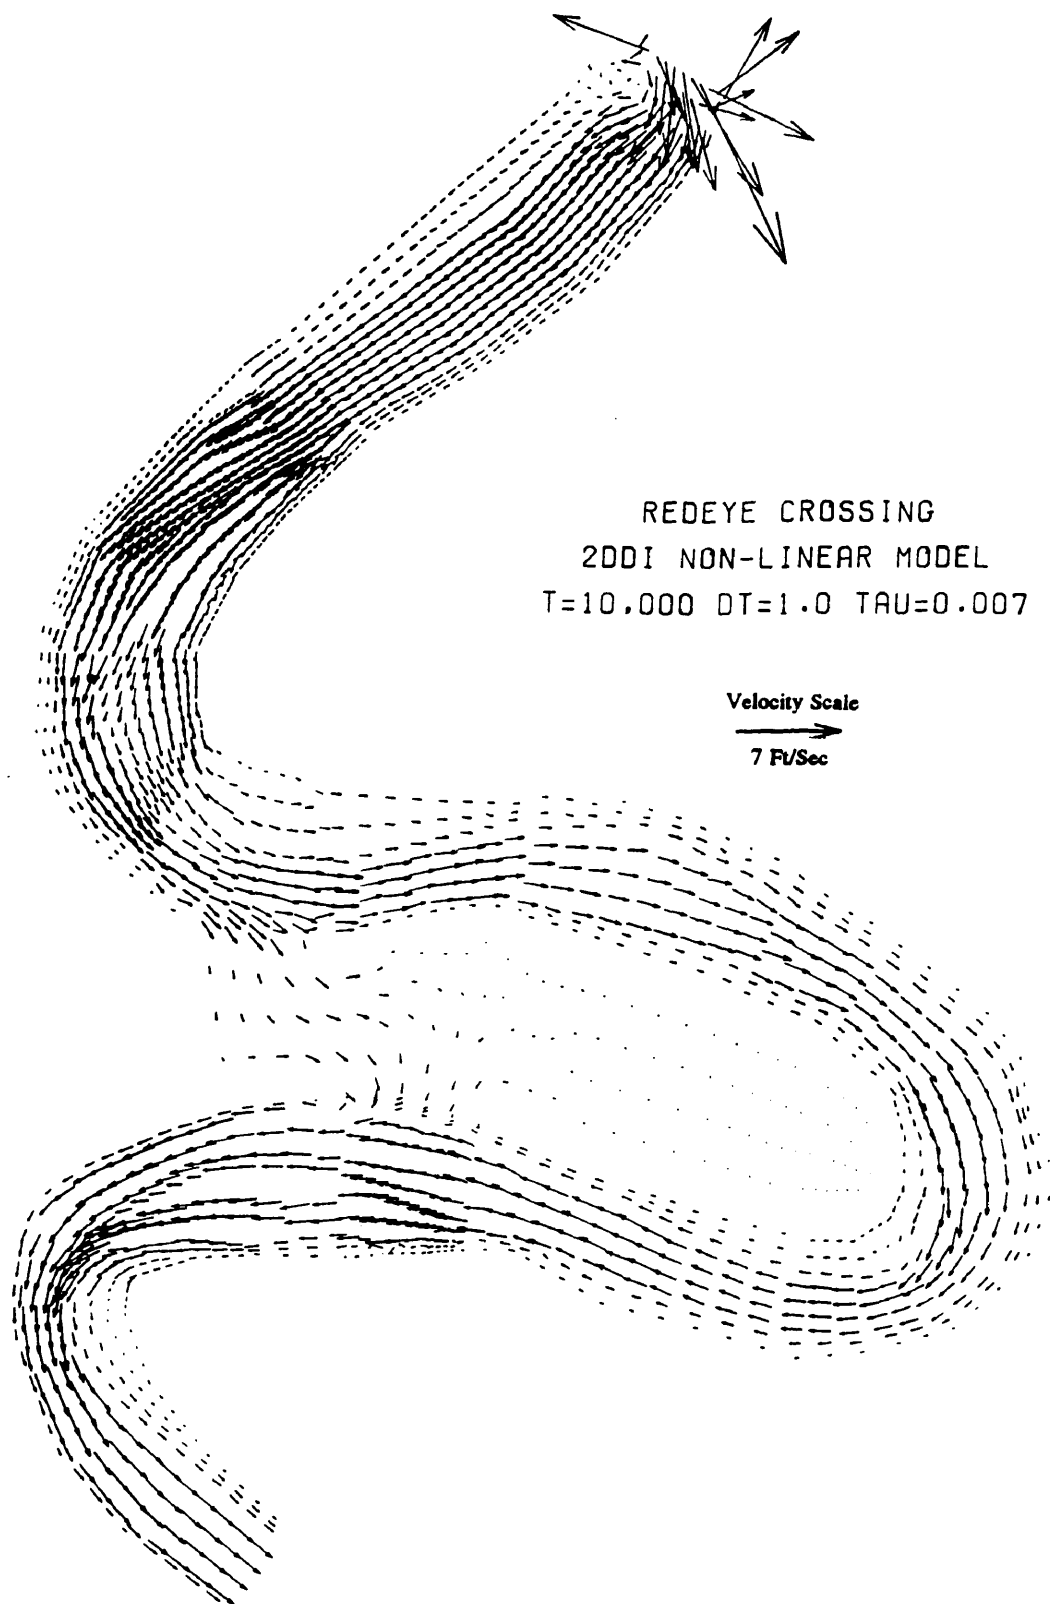 REDEYE CROSSING
2DDI NON-LINEAR MODEL
T=10,000 DT=1.0 TAU=0.007
Velocity Scale
7 Ft/Sec